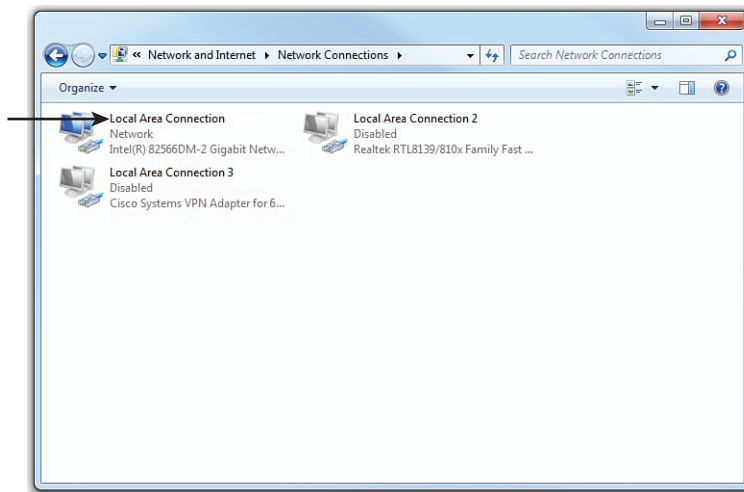 « Network and Internet ▸ Network Connections ▸
Search Network Connections
Organize
Local Area Connection
Network
Intel(R) 82566DM-2 Gigabit Netw...
Local Area Connection 2
Disabled
Realtek RTL8139/810x Family Fast ...
Local Area Connection 3
Disabled
Cisco Systems VPN Adapter for 6...